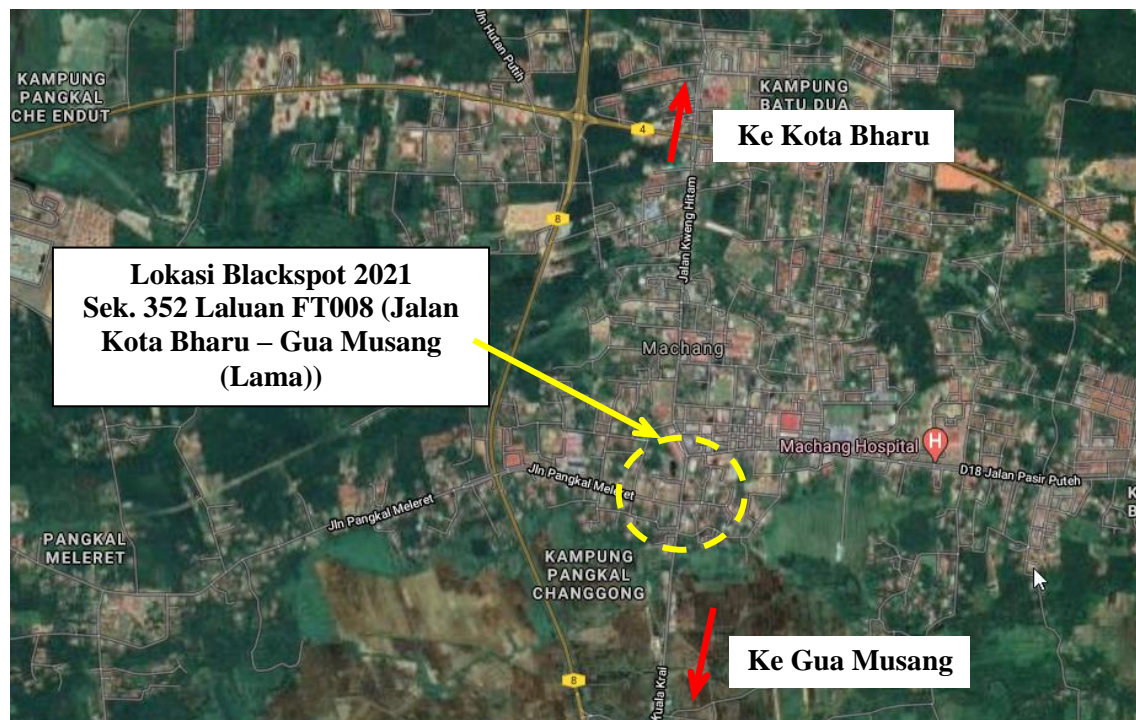 Jln Hutan Putih
KAMPUNG
PANGKAL
CHE ENDUT
KAMPUNG
BATU DUA
4
Ke Kota Bharu
Jalan Kweng Hitam
8
Lokasi Blackspot 2021
Sek. 352 Laluan FT008 (Jalan
Kota Bharu – Gua Musang
(Lama))
Machang
Machang Hospital
H
D18 Jalan Pasir Puteh
Jln Pangkal Meleret
Jln Pangkal Meleret
PANGKAL
MELERET
KAMPUNG
PANGKAL
CHANGGONG
K
B
Ke Gua Musang
8
Kuala Krai